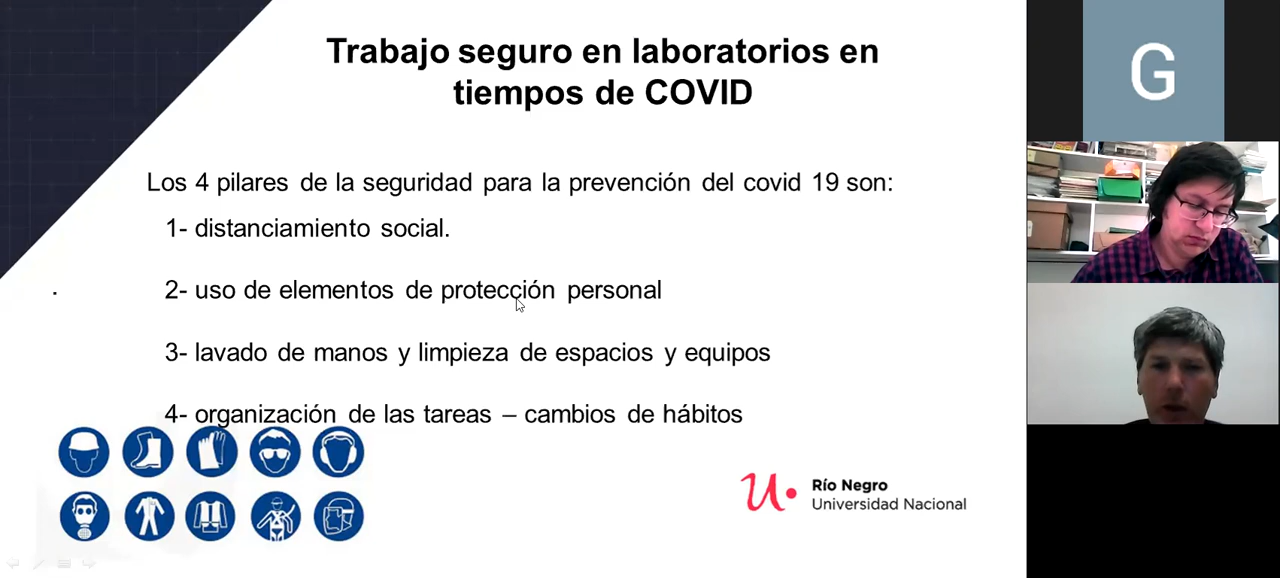 Trabajo seguro en laboratorios en
tiempos de COVID
Los 4 pilares de la seguridad para la prevención del covid 19 son:
1- distanciamiento social.
2- uso de elementos de protección personal
3- lavado de manos y limpieza de espacios y equipos
4- organización de las tareas – cambios de hábitos
Río Negro
Universidad Nacional
G